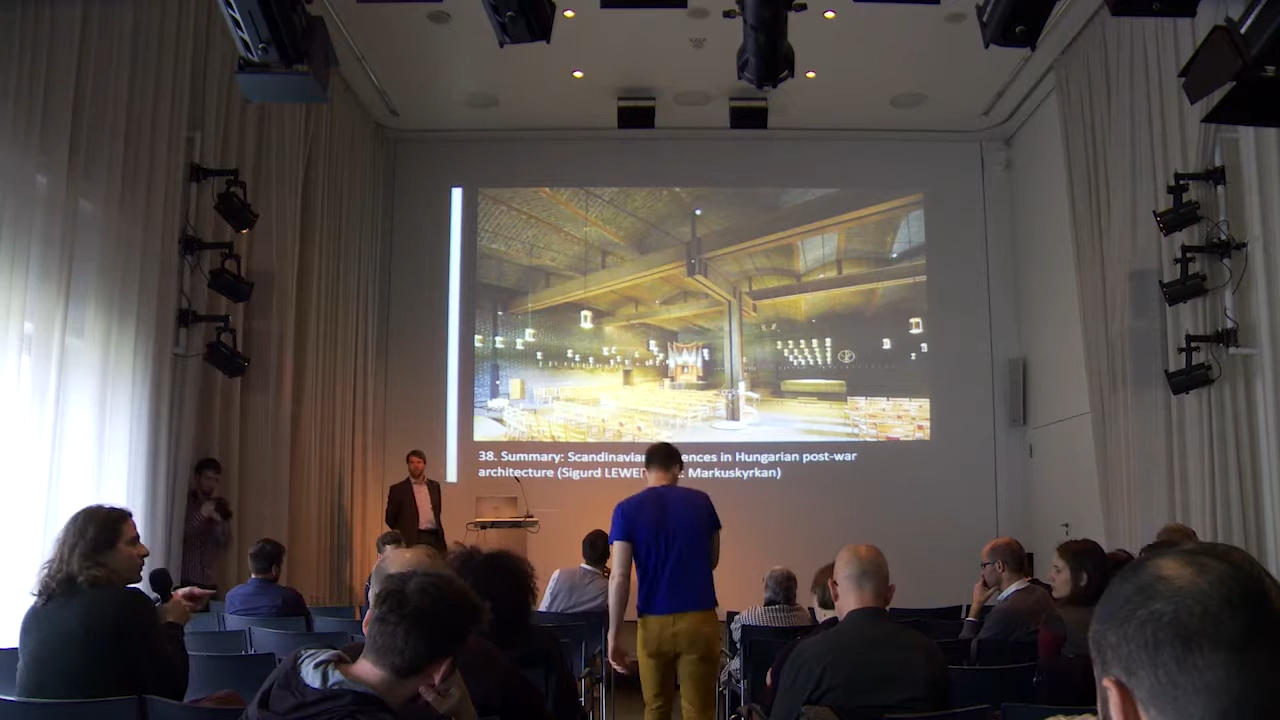 38. Summary: Scandinavian ences in Hungarian post-war
architecture (Sigurd LEWE Markuskyrkan)